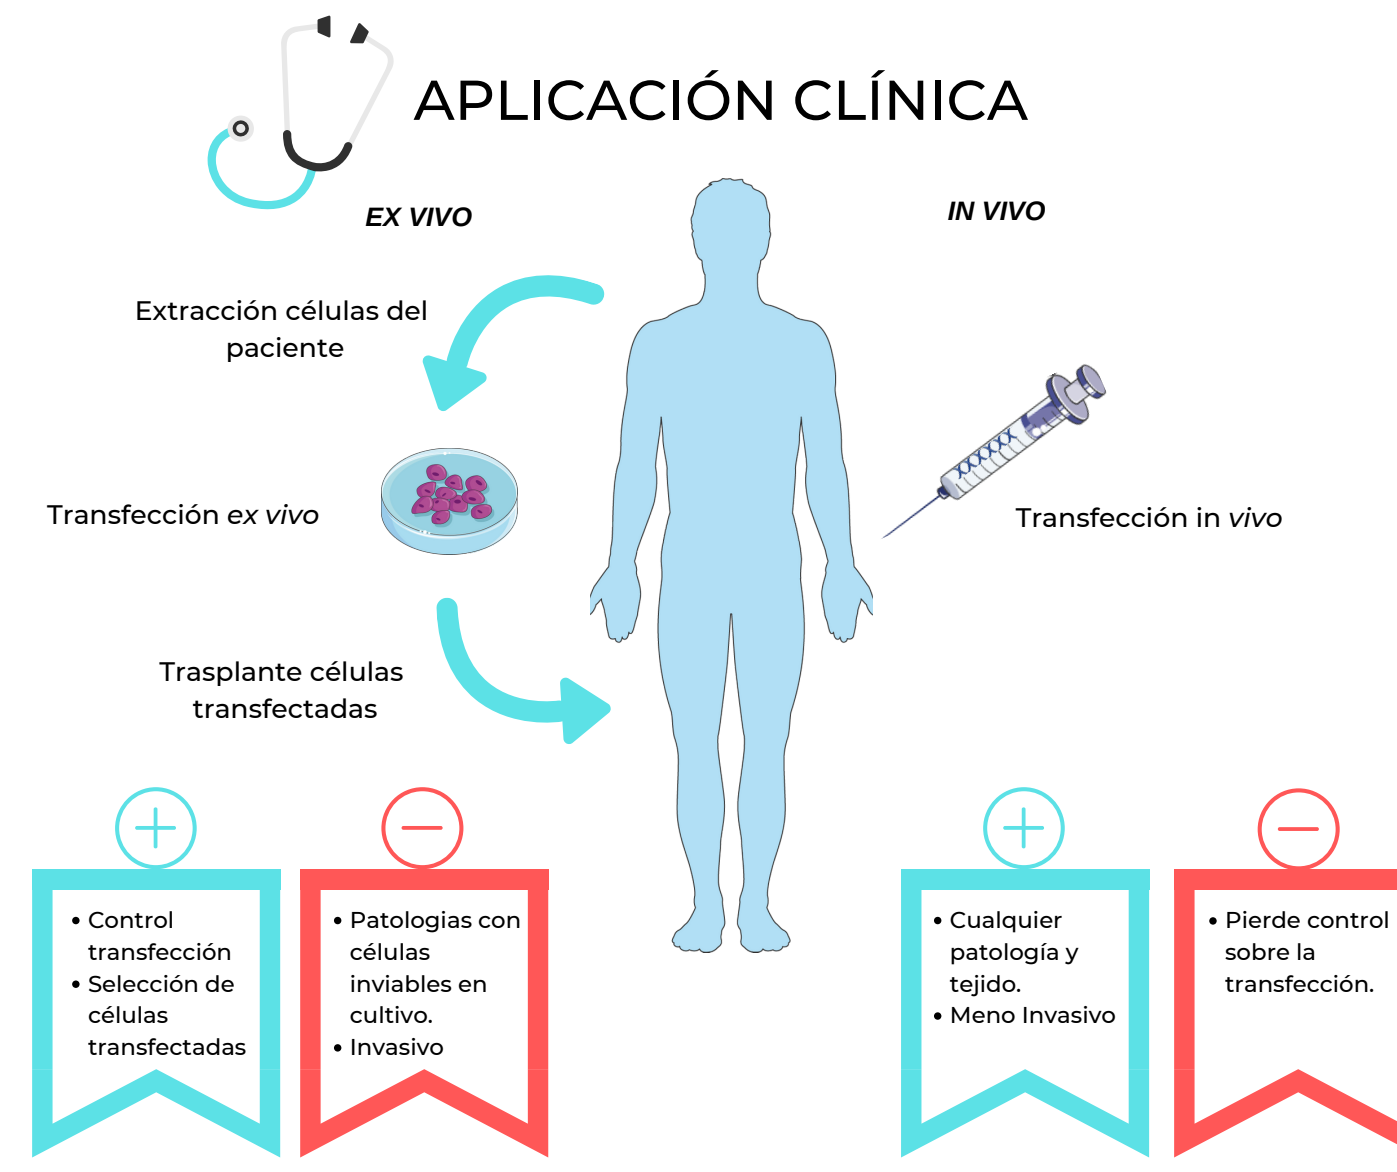 APLICACIÓN CLÍNICA
EX VIVO
IN VIVO
Extracción células del
paciente
Transfección ex vivo
Transfección in vivo
Trasplante células
transfectadas
• Control
transfección
• Selección de
células
transfectadas
• Patologias con
células
inviables en
cultivo.
• Invasivo
• Cualquier
patología y
tejido.
• Meno Invasivo
• Pierde control
sobre la
transfección.